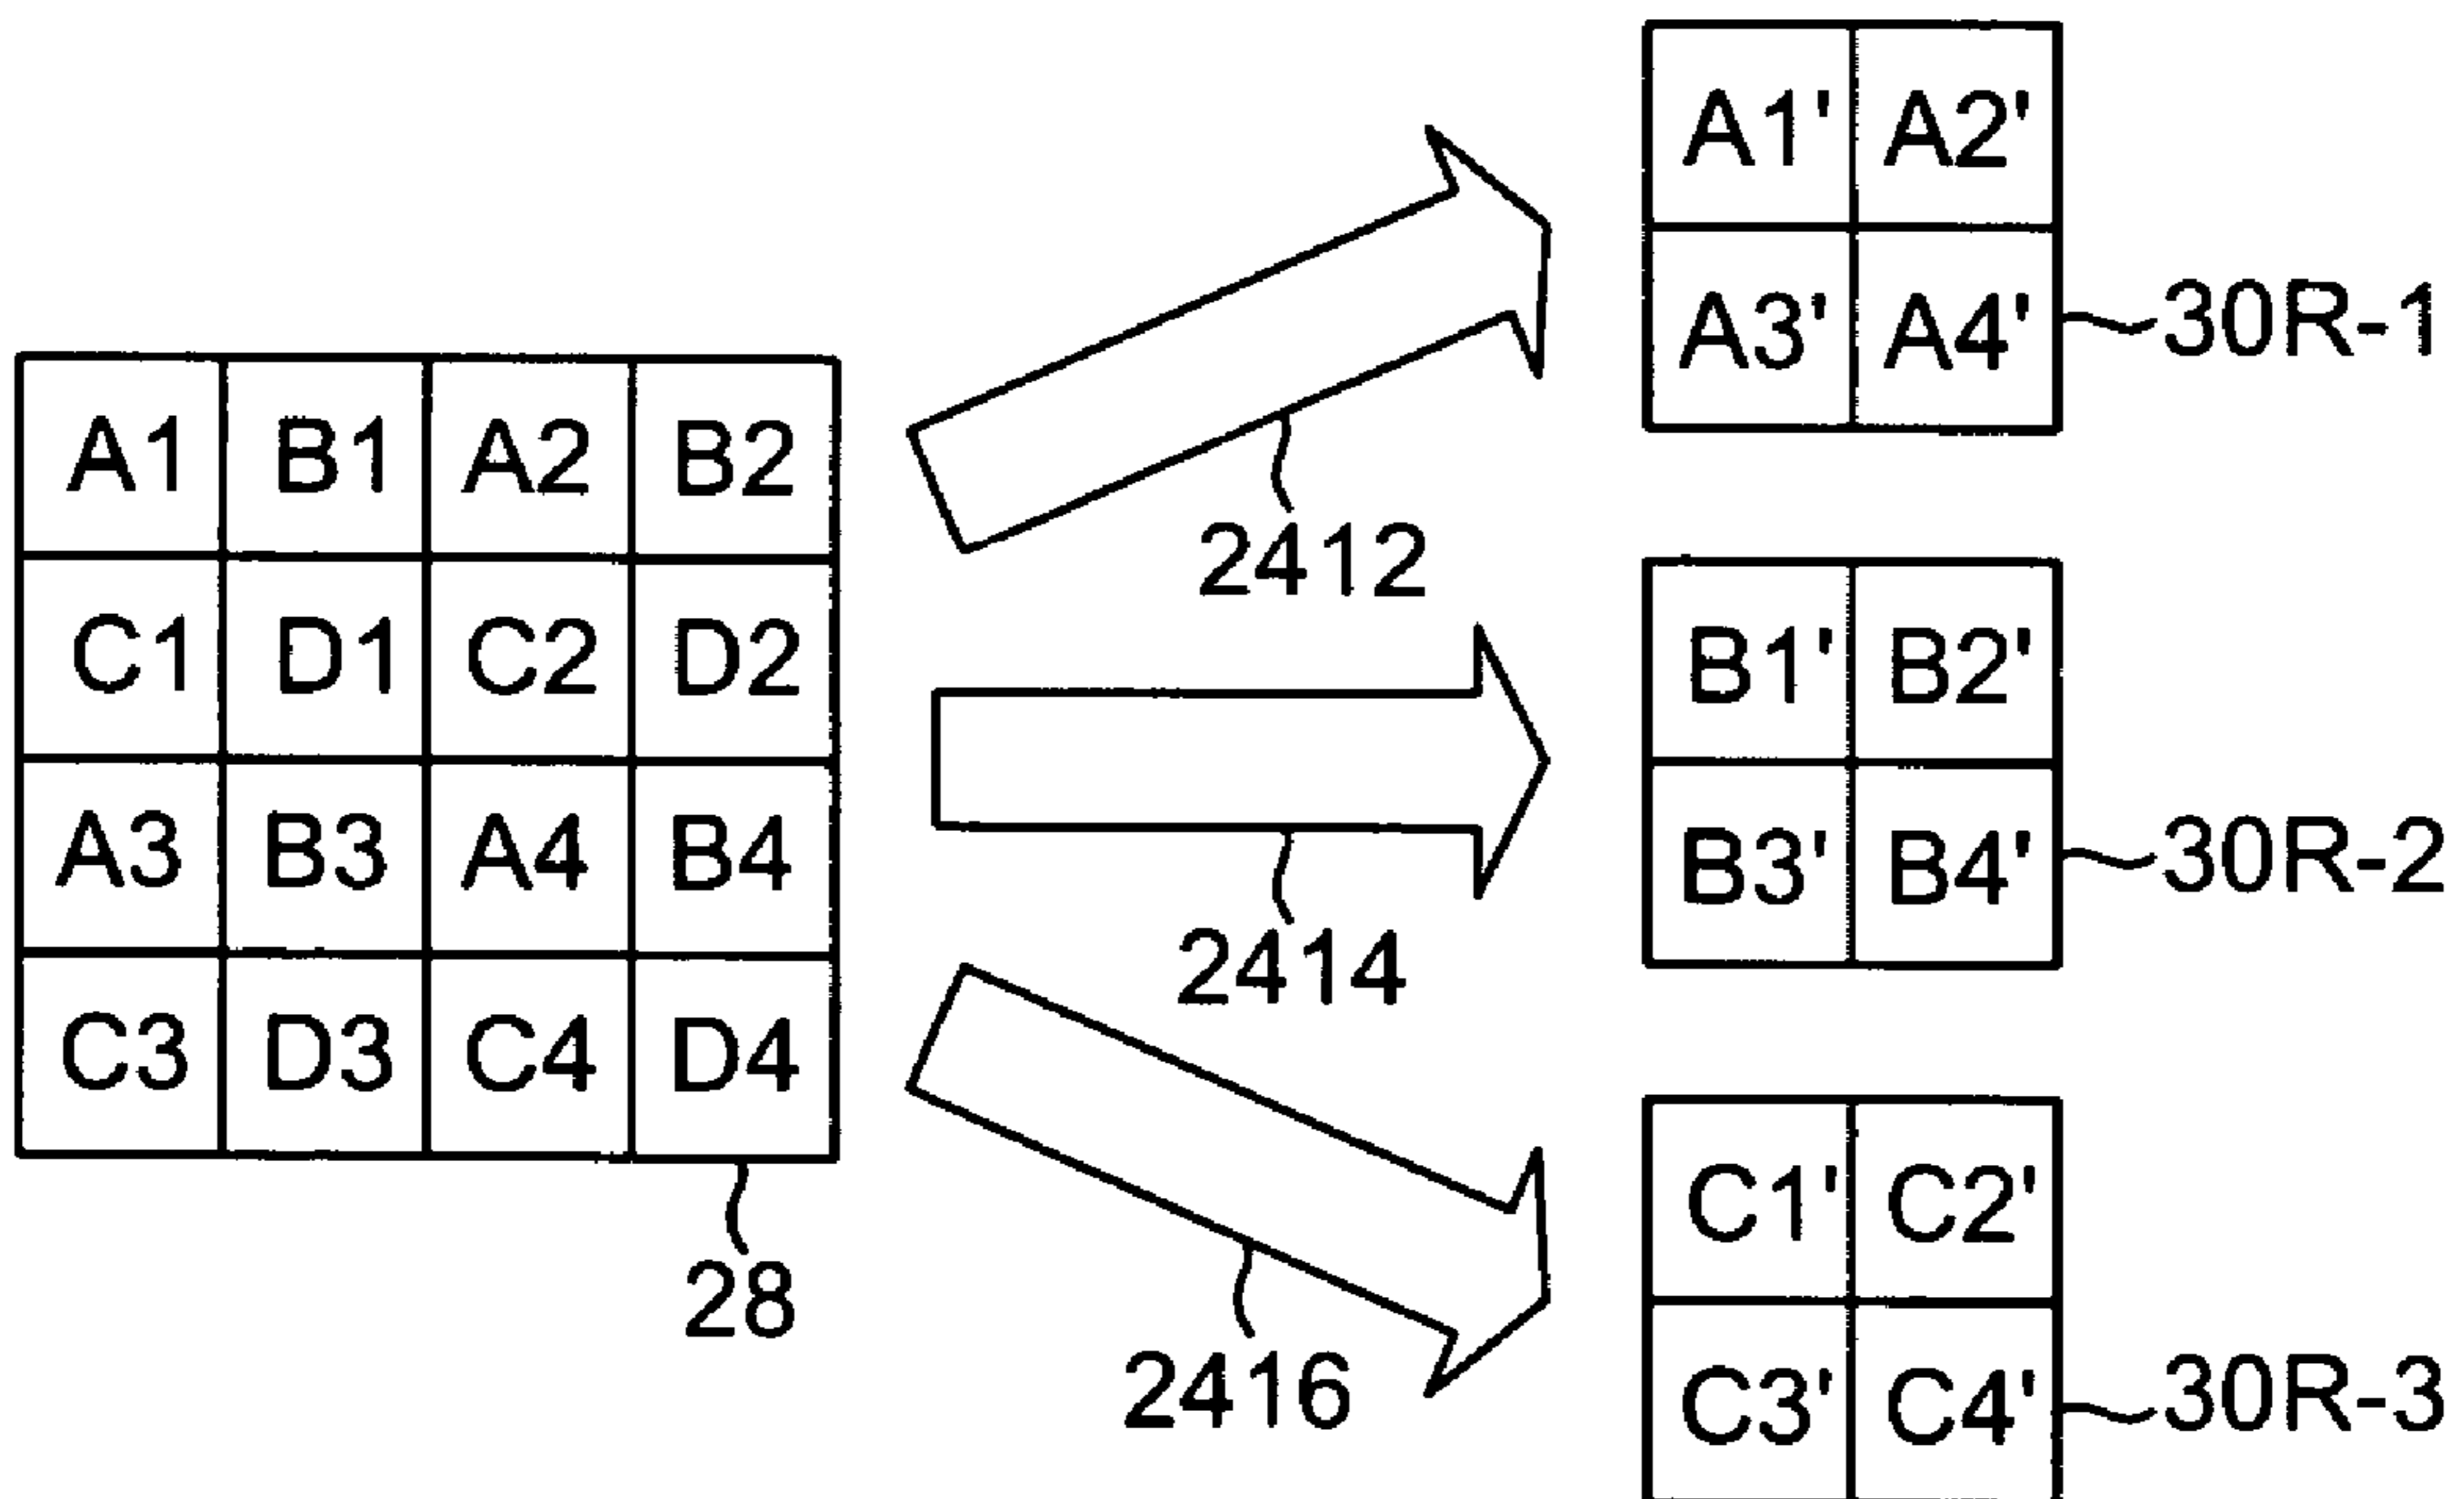 A1 B1 A2 B2
C1 D1 C2 D2
A3 B3 A4 B4
C3 D3 C4 D4
28
2412
2414
2416
A1' A2'
A3' A4'
30R-1
B1' B2'
B3' B4'
30R-2
C1' C2'
C3' C4'
30R-3